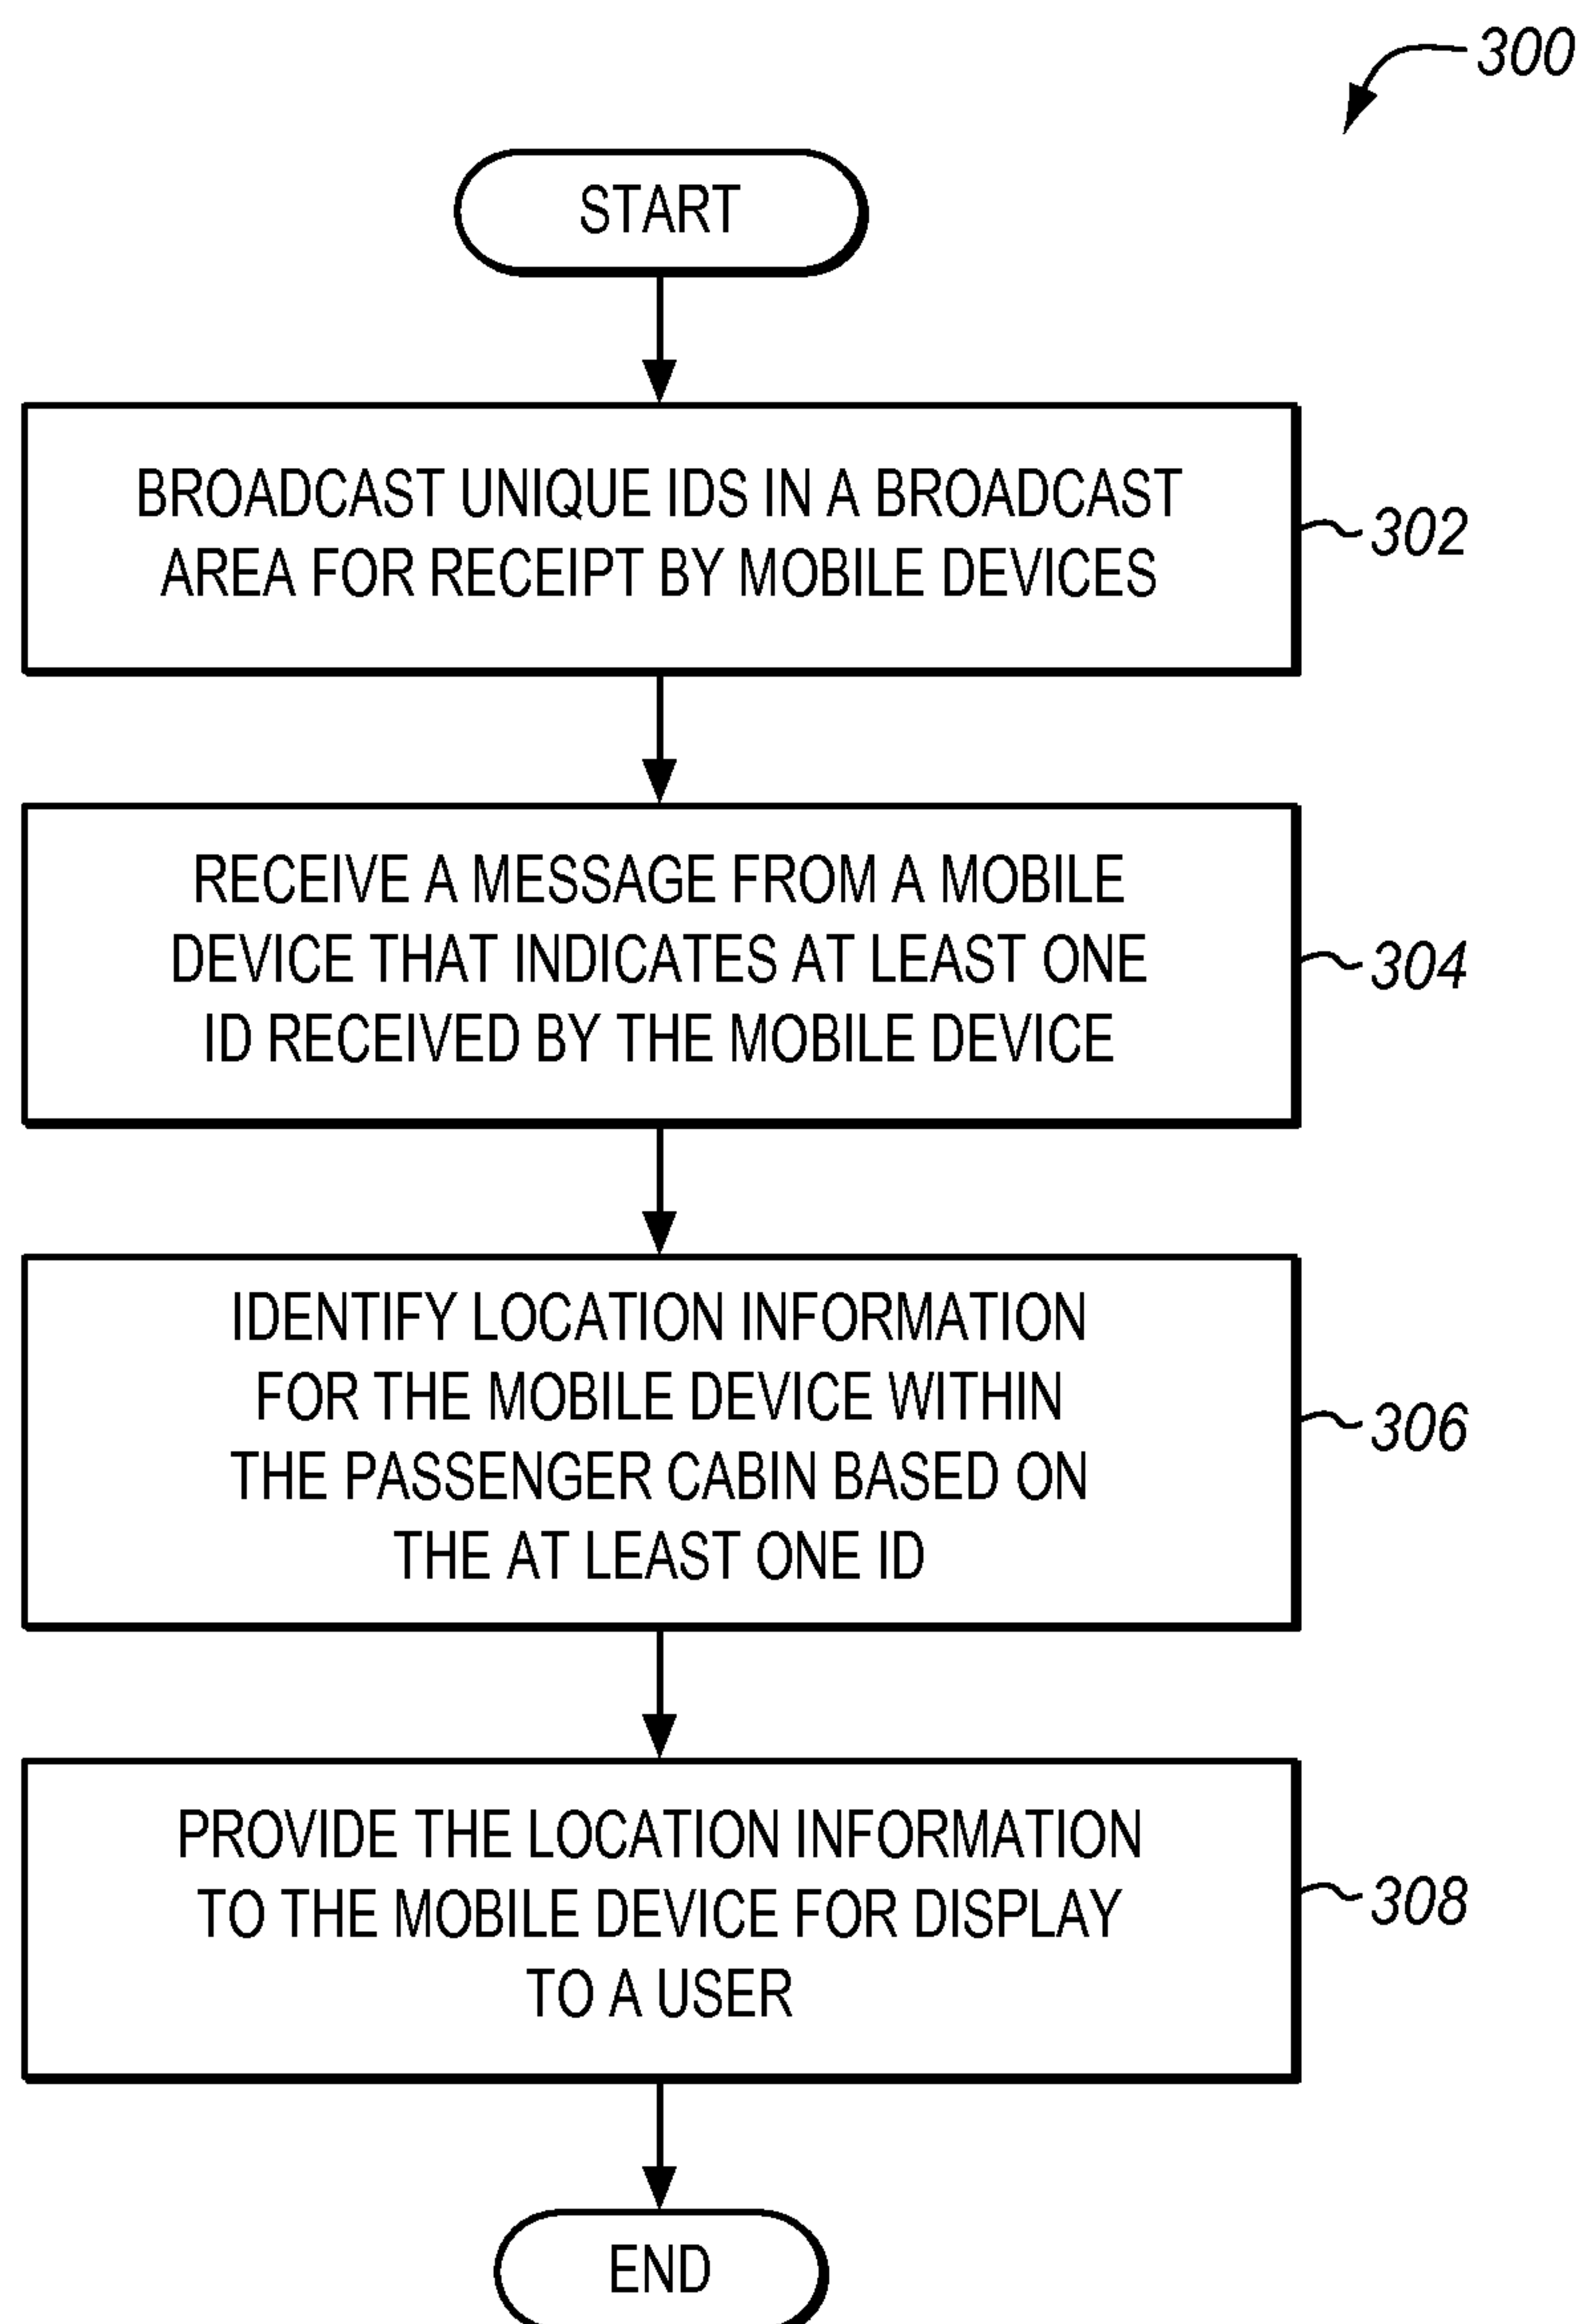 300
START
BROADCAST UNIQUE IDS IN A BROADCAST
AREA FOR RECEIPT BY MOBILE DEVICES
302
RECEIVE A MESSAGE FROM A MOBILE
DEVICE THAT INDICATES AT LEAST ONE
ID RECEIVED BY THE MOBILE DEVICE
304
IDENTIFY LOCATION INFORMATION
FOR THE MOBILE DEVICE WITHIN
THE PASSENGER CABIN BASED ON
THE AT LEAST ONE ID
306
PROVIDE THE LOCATION INFORMATION
TO THE MOBILE DEVICE FOR DISPLAY
TO A USER
308
END